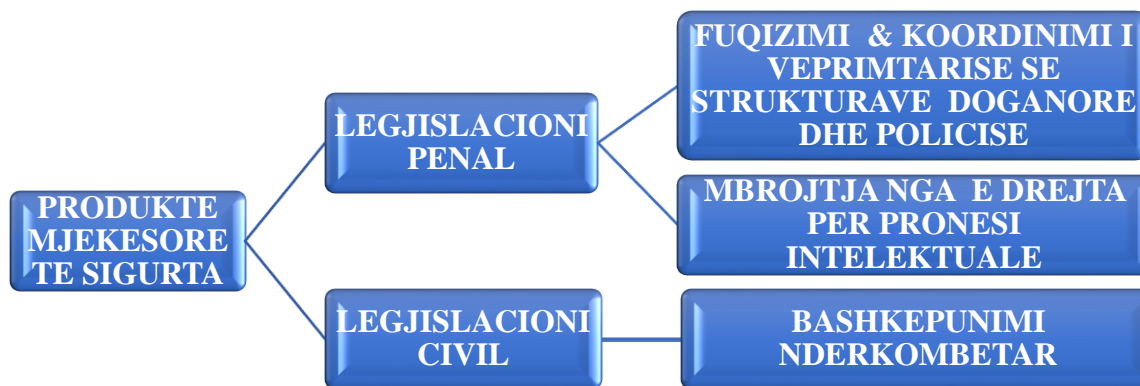 PRODUKTE
MJEKESORE
TE SIGURTA
LEGJISLACIONI
PENAL
FUQIZIMI & KOORDINIMI I
VEPRIMTARISE SE
STRUKTURAVE DOGANORE
DHE POLICISE
MBROJTJA NGA E DREJTA
PER PRONESI
INTELEKTUALE
LEGJISLACIONI
CIVIL
BASHKEPUNIMI
NDERKOMBETAR